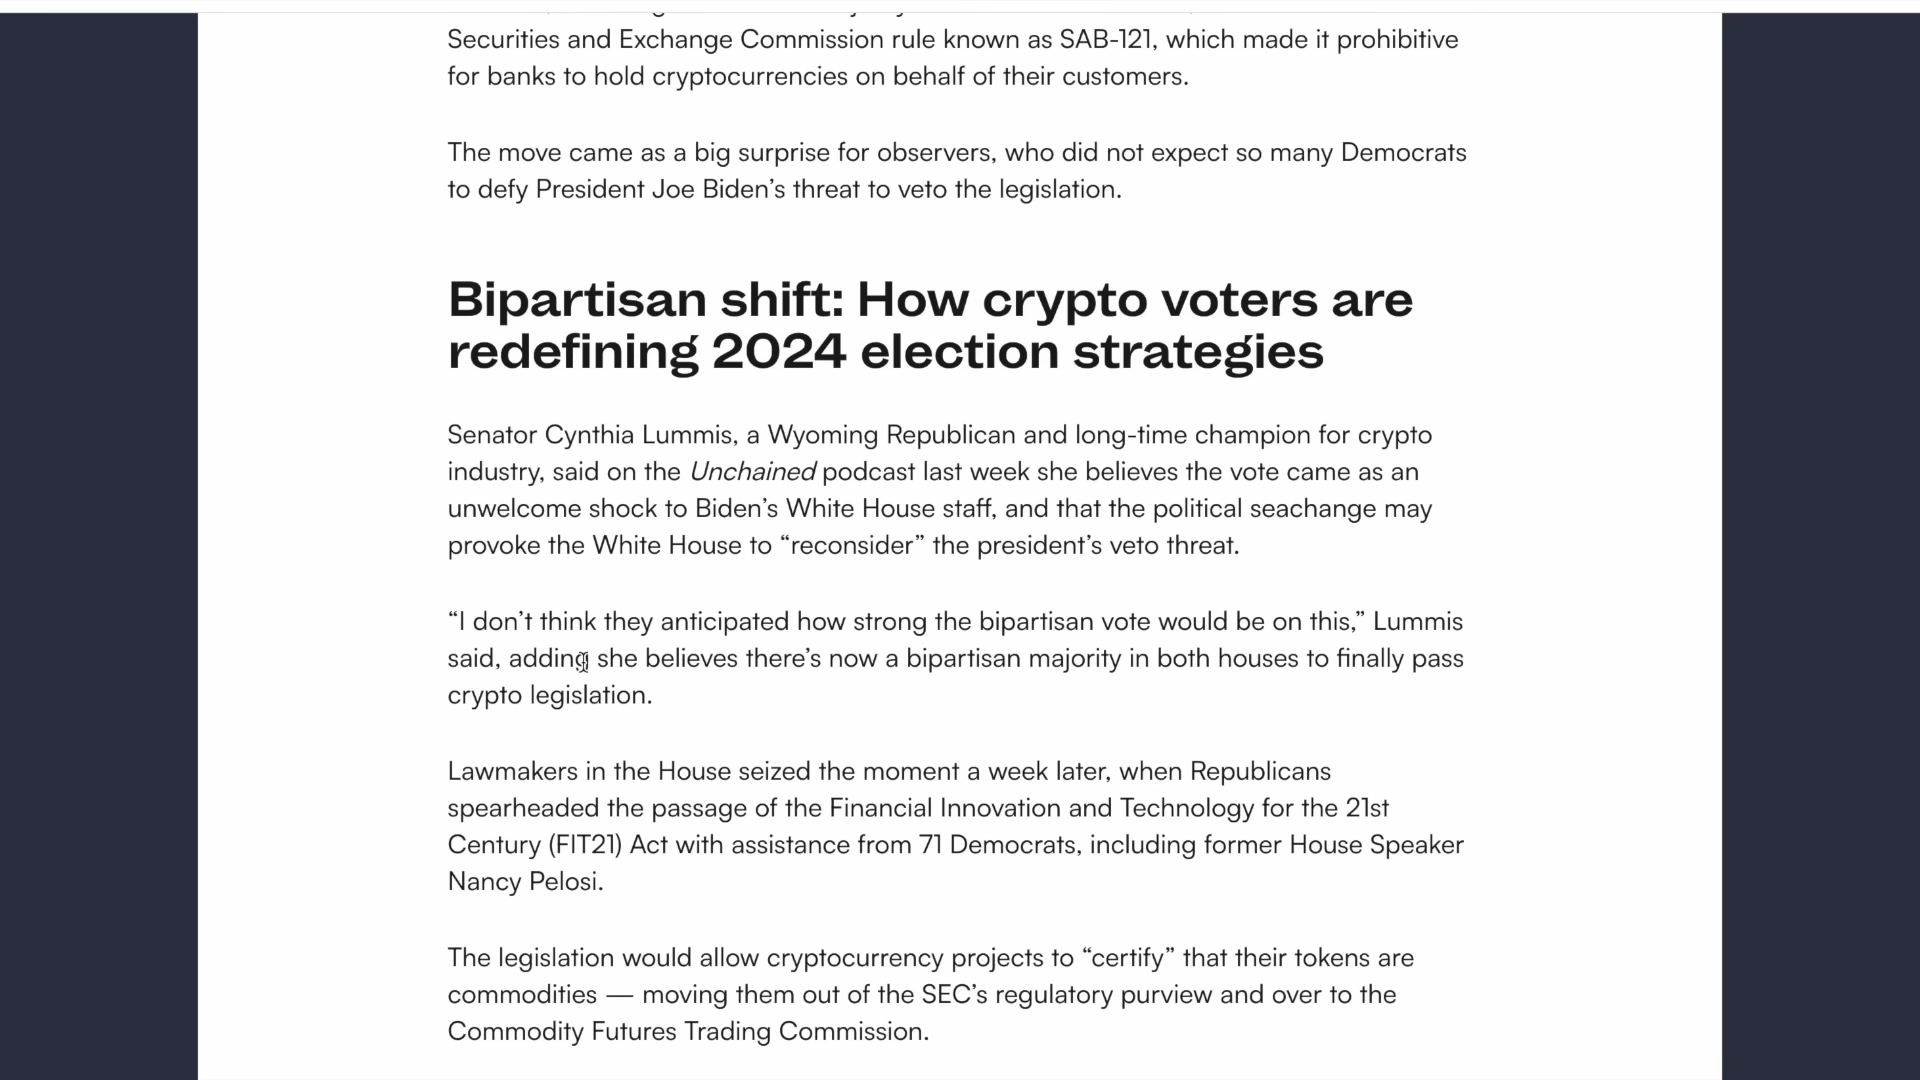 Securities and Exchange Commission rule known as SAB-121, which made it prohibitive
for banks to hold cryptocurrencies on behalf of their customers.
The move came as a big surprise for observers, who did not expect so many Democrats
to defy President Joe Biden’s threat to veto the legislation.
Bipartisan shift: How crypto voters are
redefining 2024 election strategies
Senator Cynthia Lummis, a Wyoming Republican and long-time champion for crypto
industry, said on the Unchained podcast last week she believes the vote came as an
unwelcome shock to Biden’s White House staff, and that the political seachange may
provoke the White House to “reconsider” the president’s veto threat.
“I don’t think they anticipated how strong the bipartisan vote would be on this,” Lummis
said, adding she believes there’s now a bipartisan majority in both houses to finally pass
crypto legislation.
Lawmakers in the House seized the moment a week later, when Republicans
spearheaded the passage of the Financial Innovation and Technology for the 21st
Century (FIT21) Act with assistance from 71 Democrats, including former House Speaker
Nancy Pelosi.
The legislation would allow cryptocurrency projects to “certify” that their tokens are
commodities — moving them out of the SEC’s regulatory purview and over to the
Commodity Futures Trading Commission.